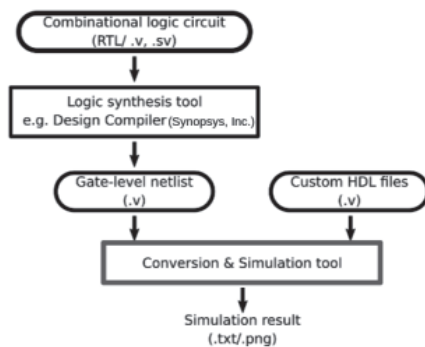 Combinational logic circuit
(RTL/ .v, .sv)
Logic synthesis tool
e.g. Design Compiler(Synopsys, Inc.)
Gate-level netlist
(.v)
Custom HDL files
(.v)
Conversion & Simulation tool
Simulation result
(.txt/.png)